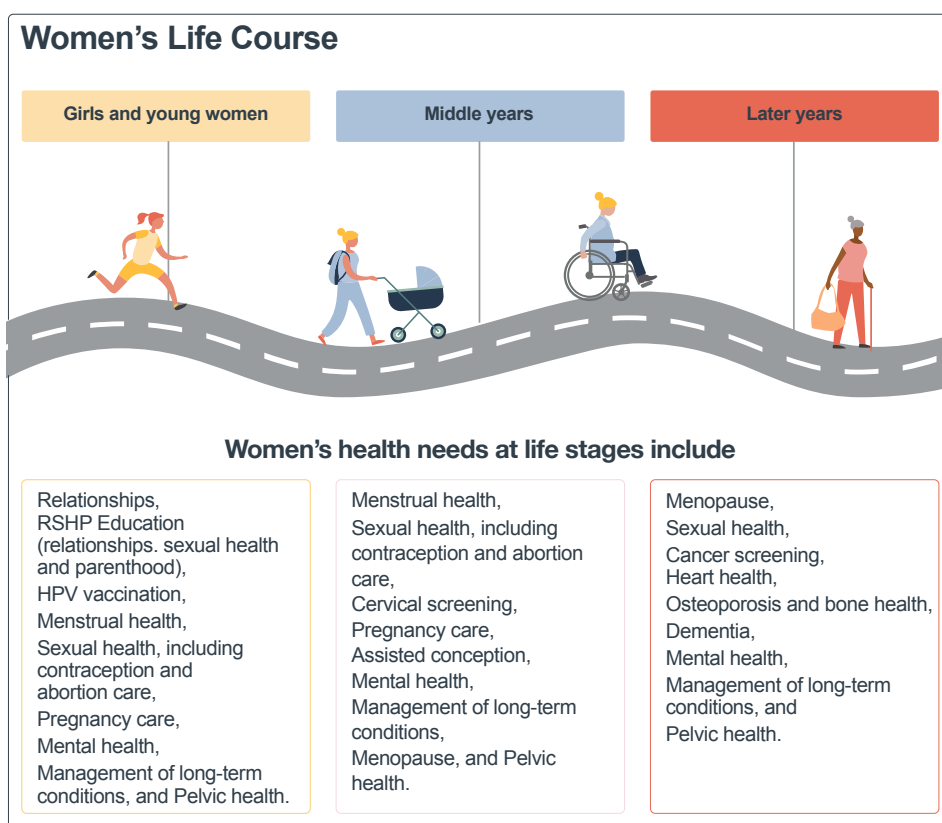 Women’s Life Course
Girls and young women
Middle years
Later years
Women’s health needs at life stages include
Relationships,
RSHP Education
(relationships. sexual health
and parenthood),
HPV vaccination,
Menstrual health,
Sexual health, including
contraception and
abortion care,
Pregnancy care,
Mental health,
Management of long-term
conditions, and Pelvic health.
Menstrual health,
Sexual health, including
contraception and abortion
care,
Cervical screening,
Pregnancy care,
Assisted conception,
Mental health,
Management of long-term
conditions,
Menopause, and Pelvic
health.
Menopause,
Sexual health,
Cancer screening,
Heart health,
Osteoporosis and bone health,
Dementia,
Mental health,
Management of long-term
conditions, and
Pelvic health.